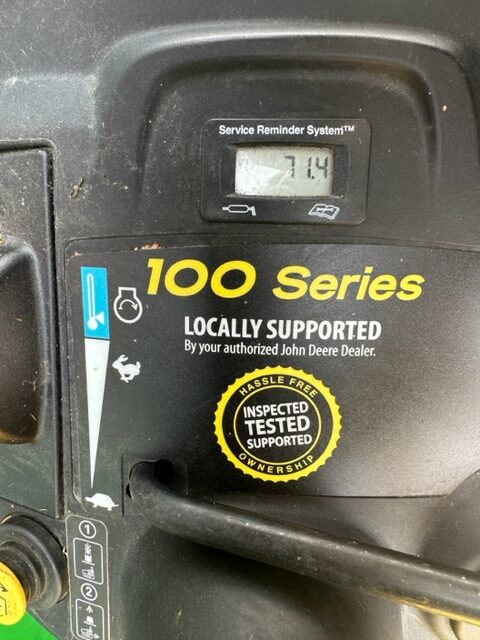 Service Reminder System™
71.4
100 Series
LOCALLY SUPPORTED
By your authorized John Deere Dealer.
HASSLE FREE
INSPECTED
TESTED
SUPPORTED
OWNERSHIP
1
2